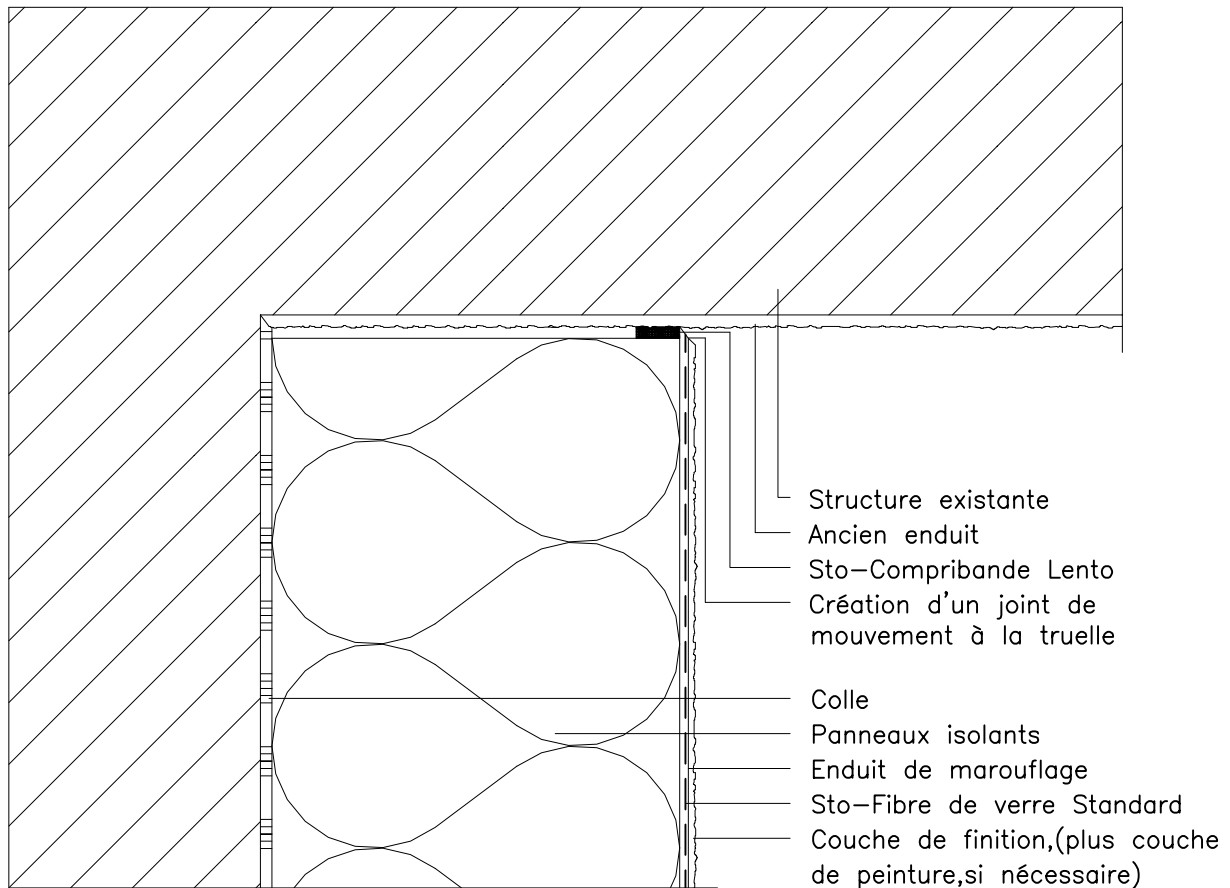 Structure existante
Ancien enduit
Sto-Compribande Lento
Création d'un joint de
mouvement à la truelle
Colle
Panneaux isolants
Enduit de marouflage
Sto-Fibre de verre Standard
Couche de finition,(plus couche
de peinture,si nécessaire)